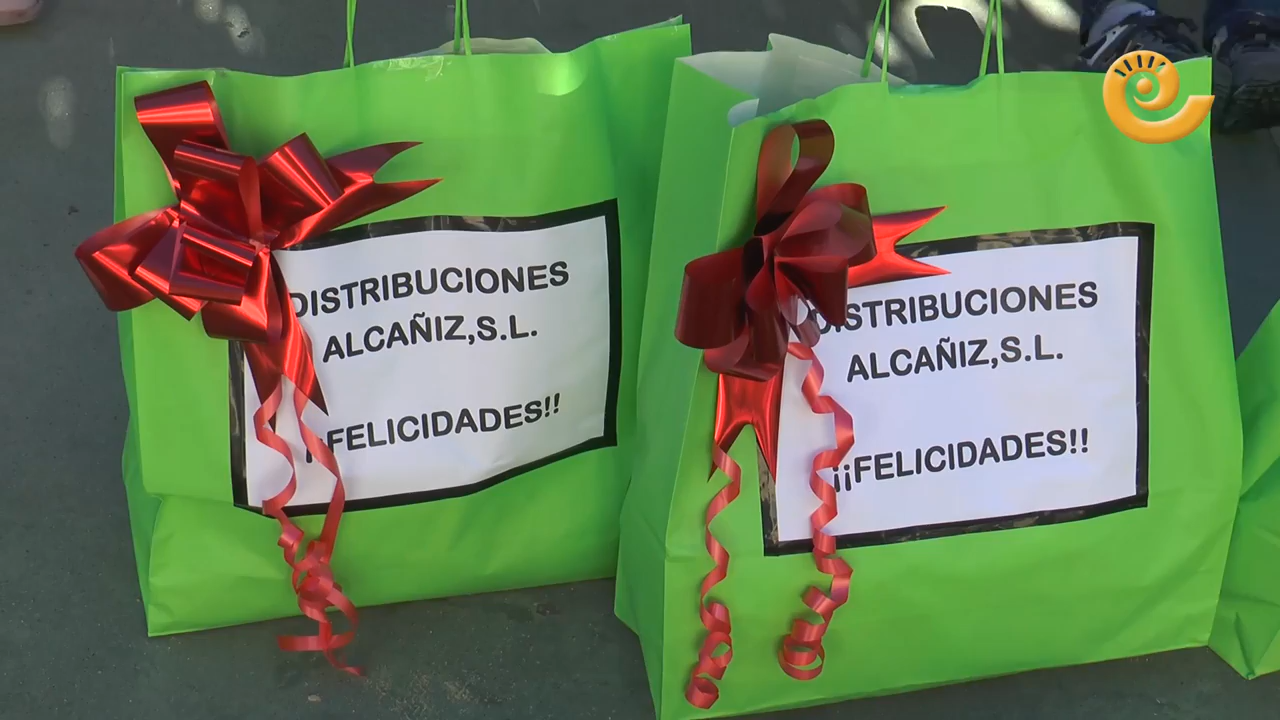 DISTRIBUCIONES
ALCAÑIZ,S.L.
¡¡FELICIDADES!!
DISTRIBUCIONES
ALCAÑIZ,S.L.
¡¡FELICIDADES!!